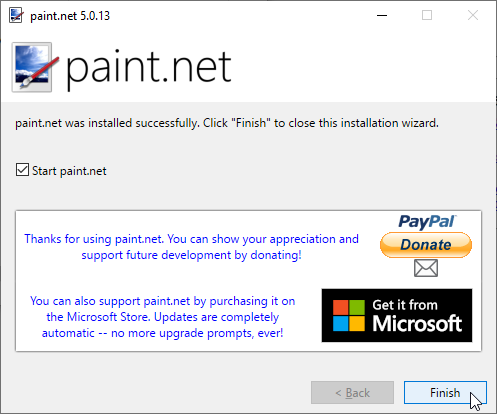 paint.net 5.0.13
paint.net
paint.net was installed successfully. Click "Finish" to close this installation wizard.
Start paint.net
Thanks for using paint.net. You can show your appreciation and
support future development by donating!
PayPal™
Donate
You can also support paint.net by purchasing it on
the Microsoft Store. Updates are completely
automatic -- no more upgrade prompts, ever!
Get it from
Microsoft
< Back
Finish